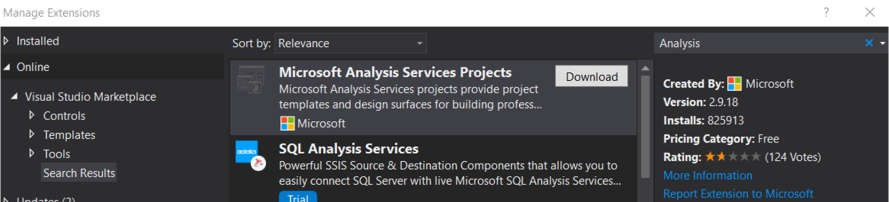 Manage Extensions
? ×
Installed
Sort by: Relevance
Analysis
Online
Visual Studio Marketplace
Controls
Templates
Tools
Search Results
Microsoft Analysis Services Projects
Download
Microsoft Analysis Services projects provide project
templates and design surfaces for building profess...
Microsoft
SQL Analysis Services
Powerful SSIS Source & Destination Components that allows you to
easily connect SQL Server with live Microsoft SQL Analysis Services...
Trial
Created By: Microsoft
Version: 2.9.18
Installs: 825913
Pricing Category: Free
Rating: (124 Votes)
More Information
Report Extension to Microsoft
Updates (2)